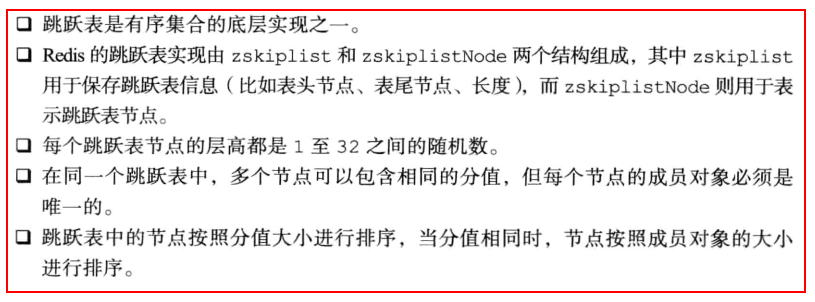 ❑ 跳跃表是有序集合的底层实现之一。
❑ Redis 的跳跃表实现由 zskiplist 和 zskiplistNode 两个结构组成，其中 zskiplist
用于保存跳跃表信息（比如表头节点、表尾节点、长度），而 zskiplistNode 则用于表
示跳跃表节点。
❑ 每个跳跃表节点的层高都是 1 至 32 之间的随机数。
❑ 在同一个跳跃表中，多个节点可以包含相同的分值，但每个节点的成员对象必须是
唯一的。
❑ 跳跃表中的节点按照分值大小进行排序，当分值相同时，节点按照成员对象的大小
进行排序。